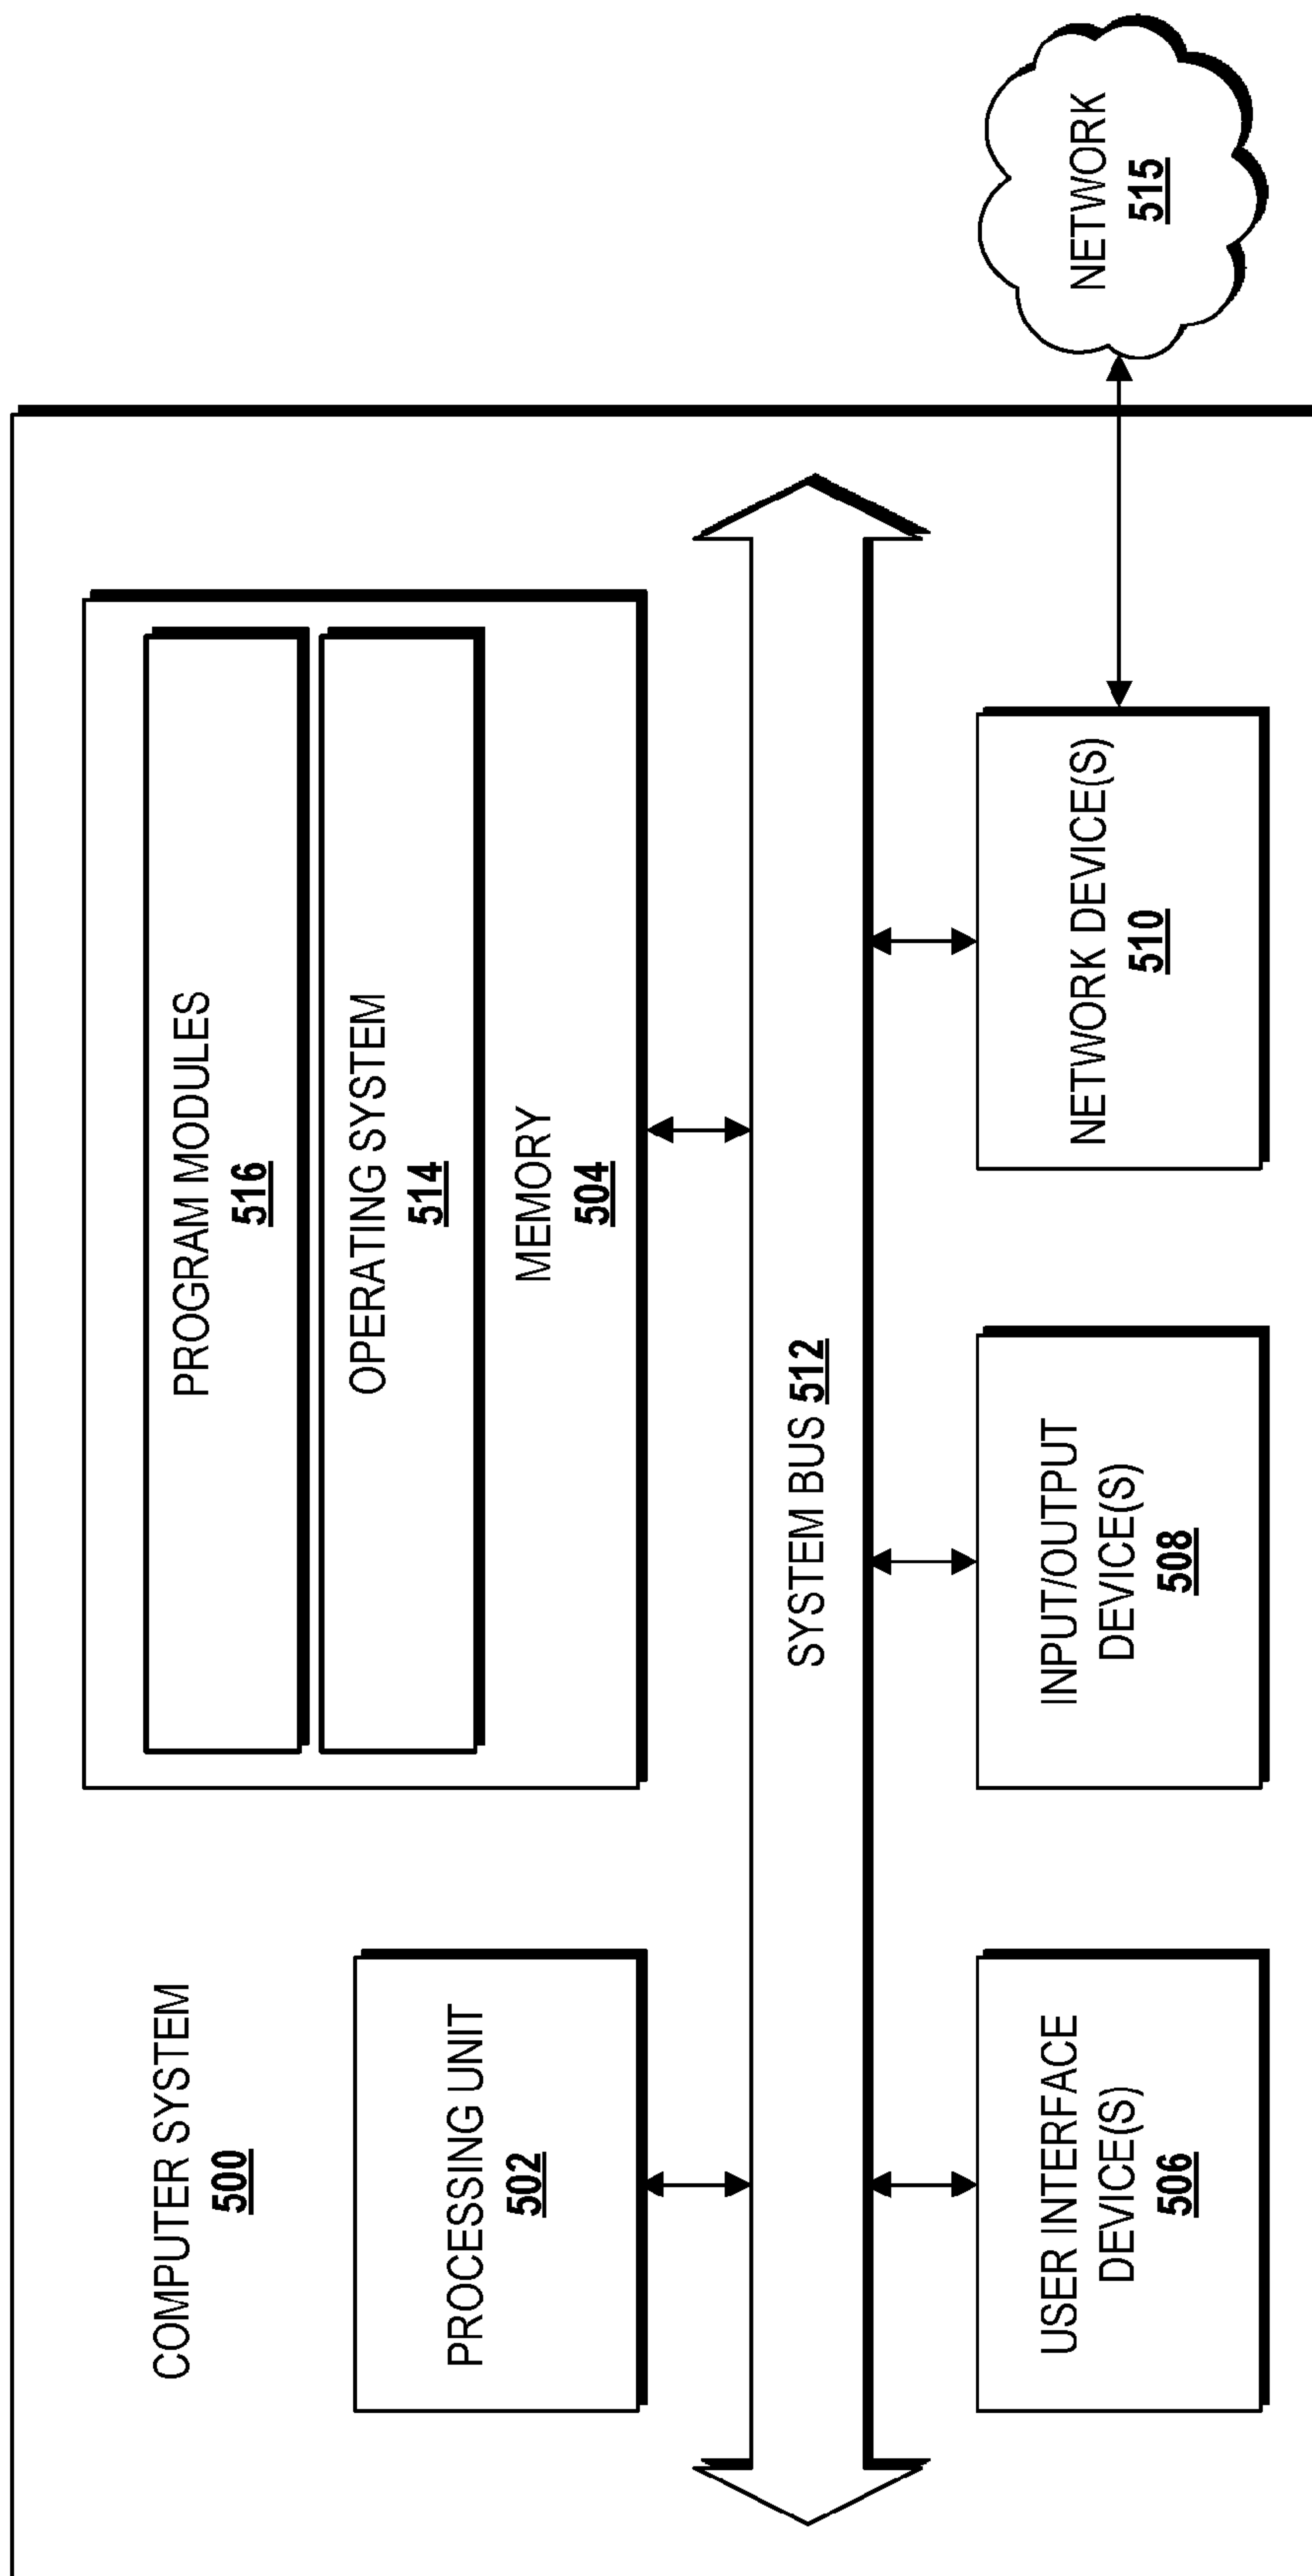 COMPUTER SYSTEM
500
PROCESSING UNIT
502
PROGRAM MODULES
516
OPERATING SYSTEM
514
MEMORY
504
SYSTEM BUS 512
USER INTERFACE
DEVICE(S)
506
INPUT/OUTPUT
DEVICE(S)
508
NETWORK DEVICE(S)
510
NETWORK
515